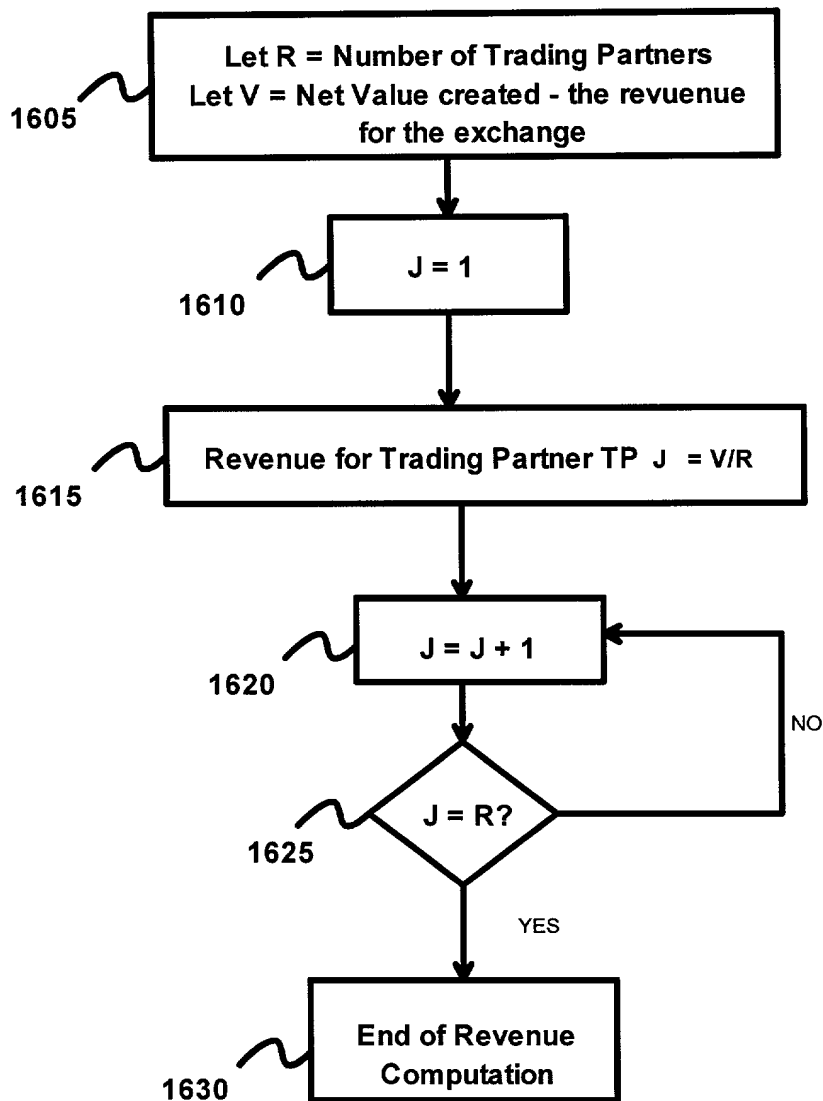 Let R = Number of Trading Partners
Let V = Net Value created - the revuenue
for the exchange
1605
J = 1
1610
Revenue for Trading Partner TP J = V/R
1615
J = J + 1
1620
NO
J = R?
1625
YES
End of Revenue
Computation
1630